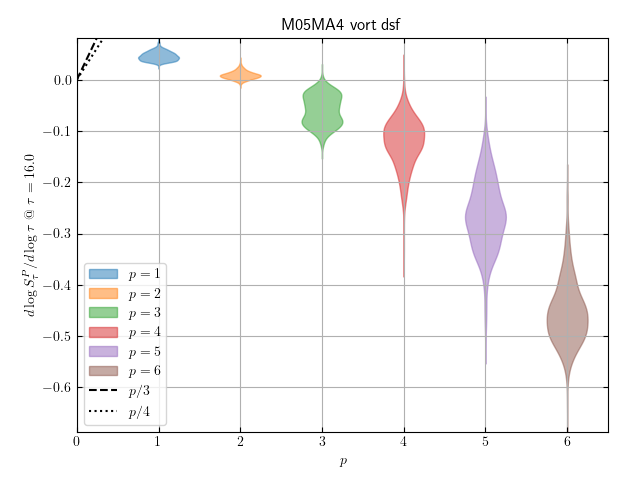 M05MA4 vort dsf
d log S_τ^P / d log τ @ τ = 16.0
0.0
−0.1
−0.2
−0.3
−0.4
−0.5
−0.6
p = 1
p = 2
p = 3
p = 4
p = 5
p = 6
p/3
p/4
0 1 2 3 4 5 6
p